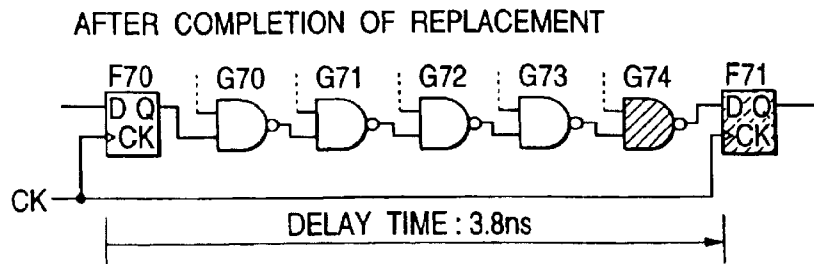 AFTER COMPLETION OF REPLACEMENT
F70 G70 G71 G72 G73 G74 F71
D Q D Q
CK CK
CK
DELAY TIME : 3.8ns